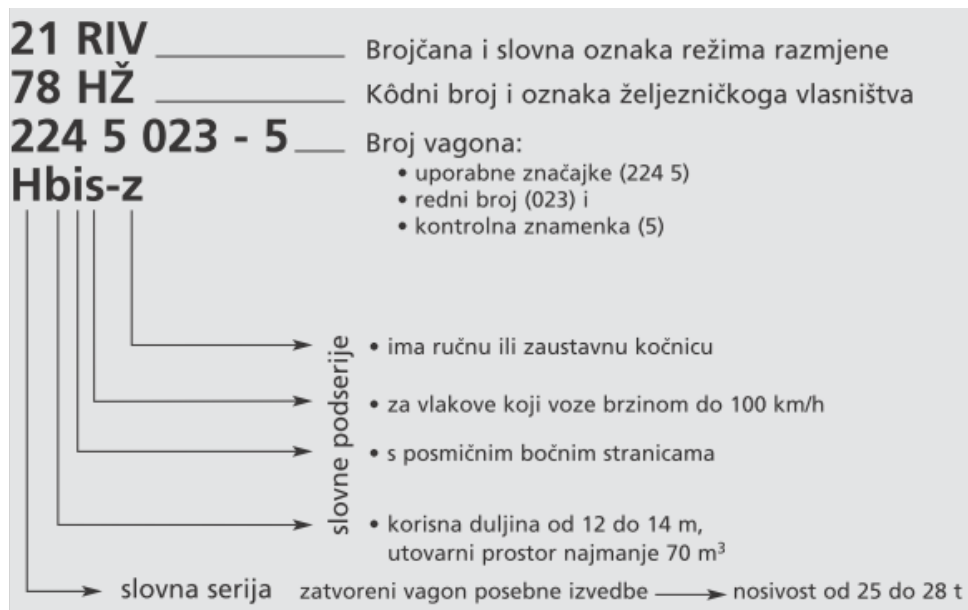 21 RIV Brojčana i slovna oznaka režima razmjene
78 HŽ Kôdni broj i oznaka željezničkoga vlasništva
224 5 023 - 5 Broj vagona:
• uporabne značajke (224 5)
Hbis-z
• redni broj (023) i
• kontrolna znamenka (5)
slovne podserije
• ima ručnu ili zaustavnu kočnicu
• za vlakove koji voze brzinom do 100 km/h
• s posmičnim bočnim stranicama
• korisna duljina od 12 do 14 m,
utovarni prostor najmanje 70 m³
slovna serija zatvoreni vagon posebne izvedbe nosivost od 25 do 28 t